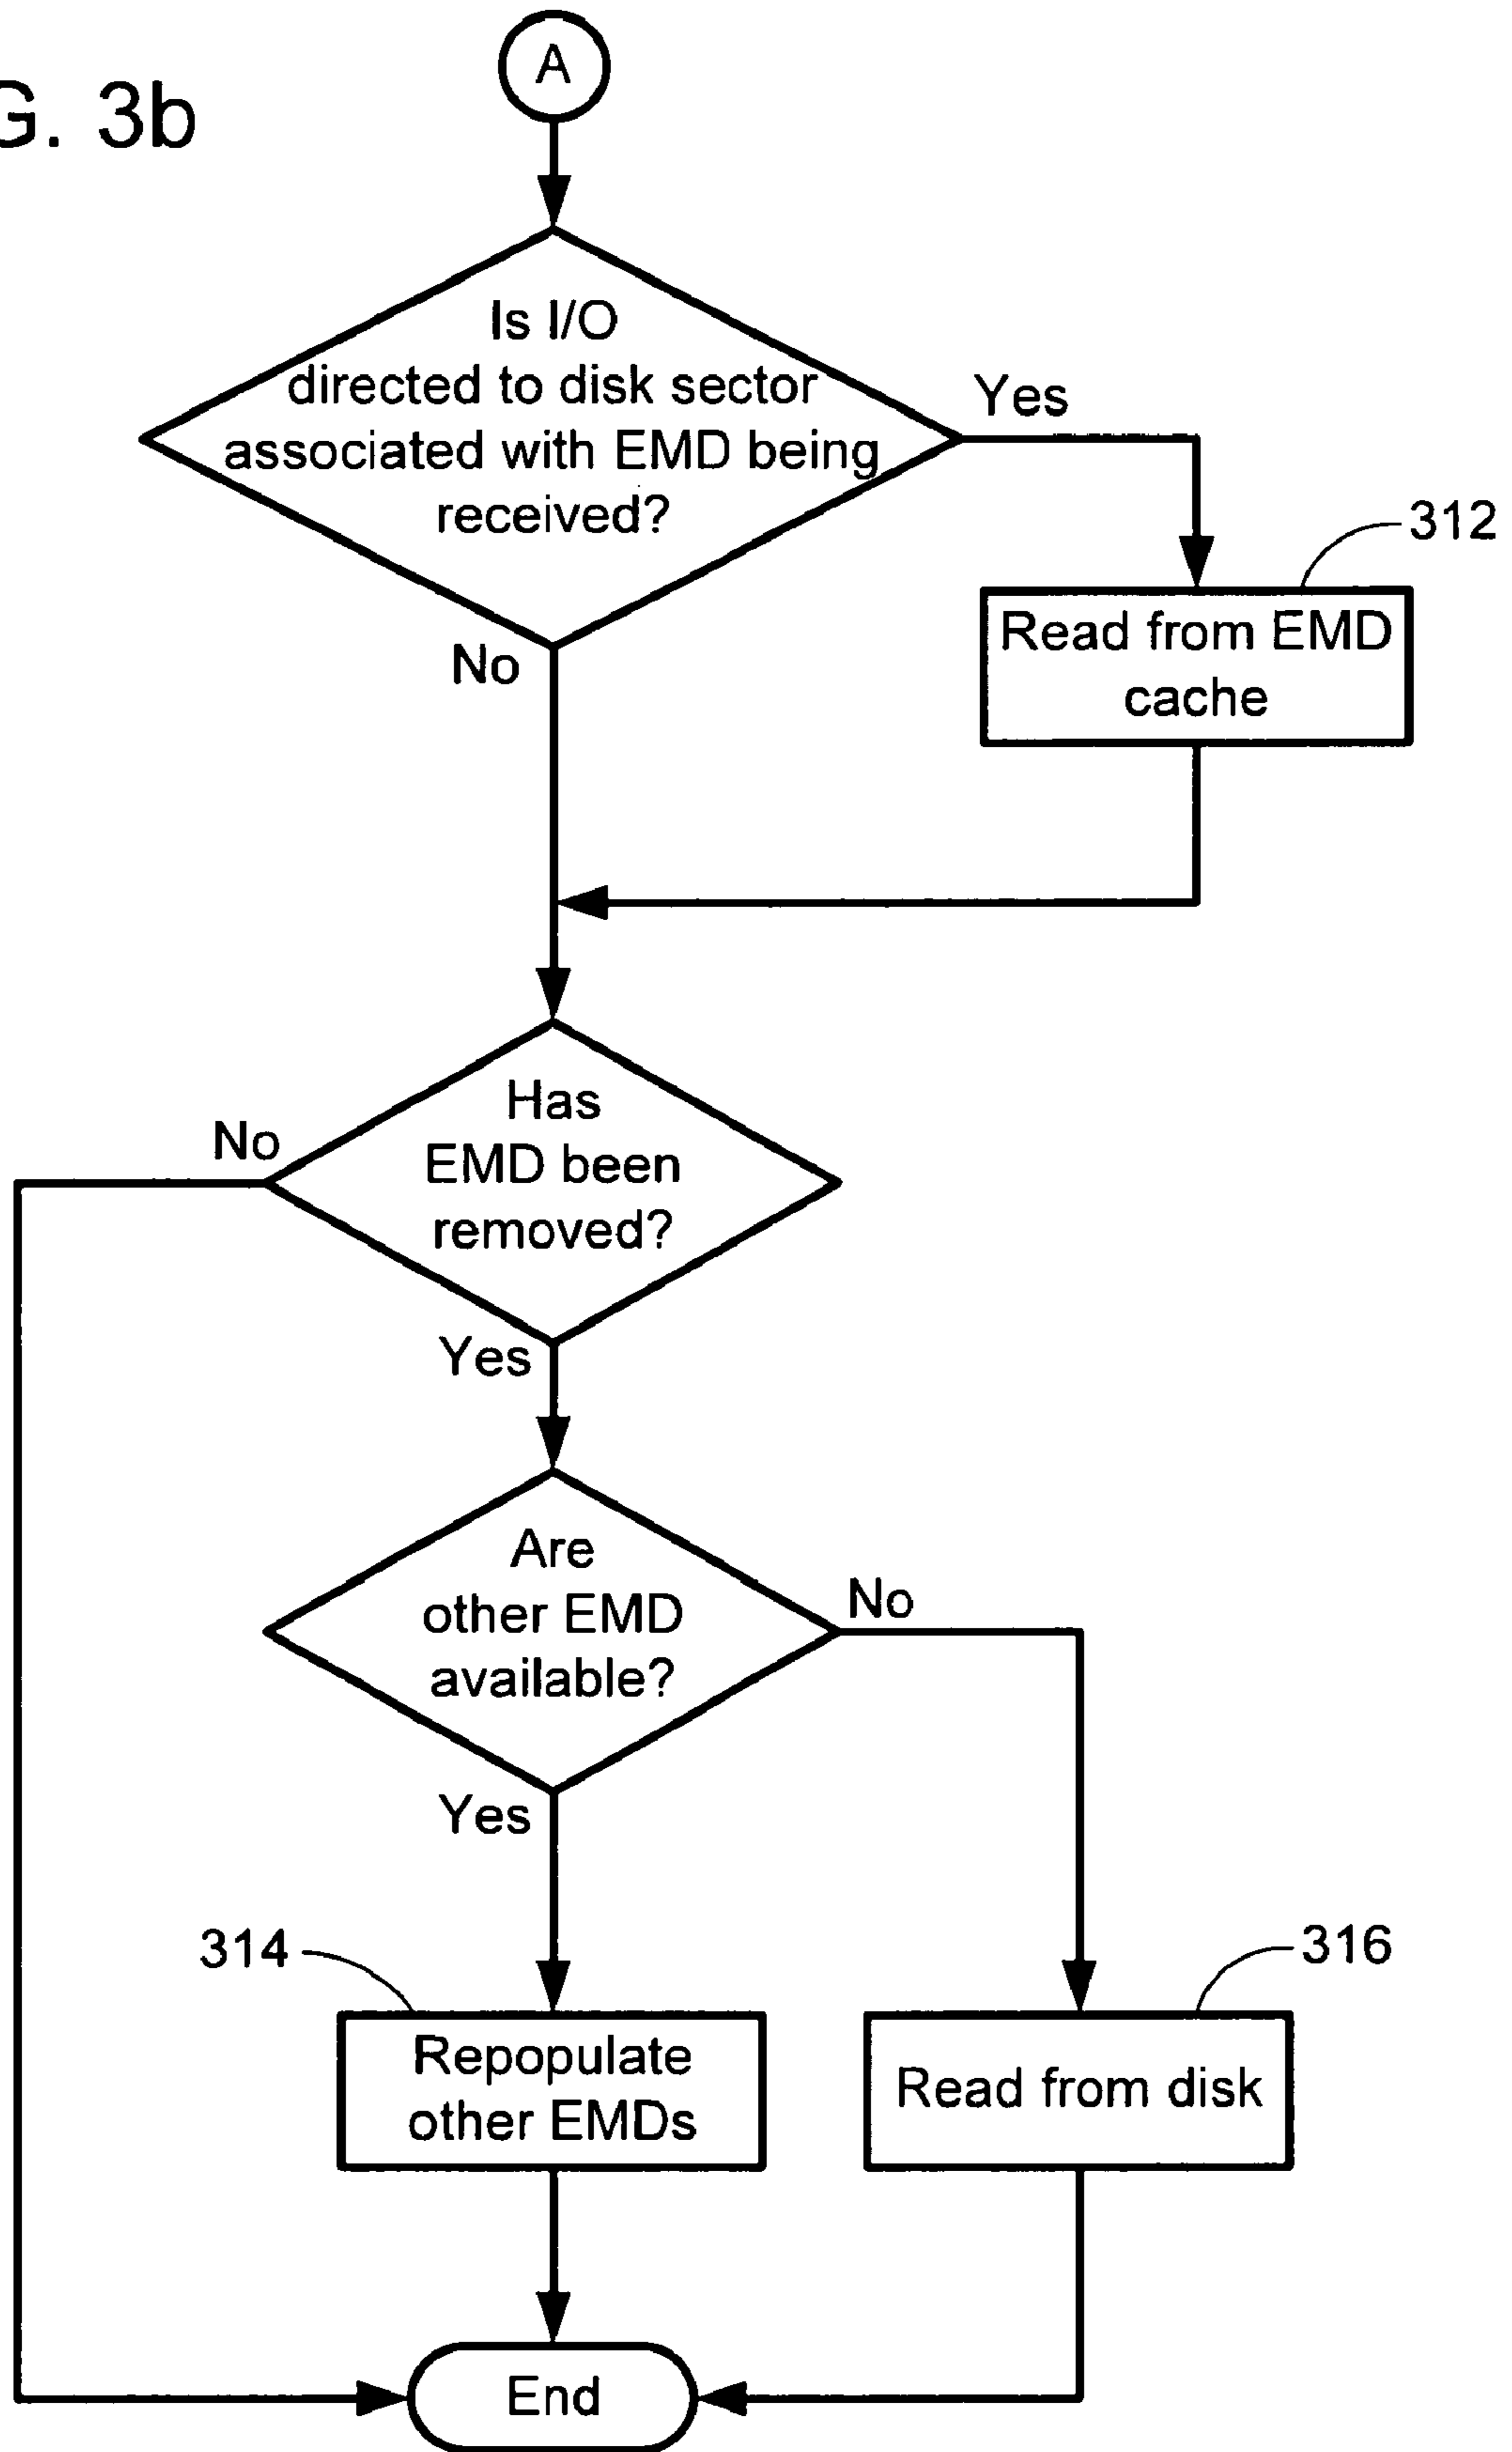 G. 3b
A
Is I/O
directed to disk sector
associated with EMD being
received?
Yes
312
Read from EMD
cache
No
Has
EMD been
removed?
No
Yes
Are
other EMD
available?
No
Yes
314
316
Repopulate
other EMDs
Read from disk
End